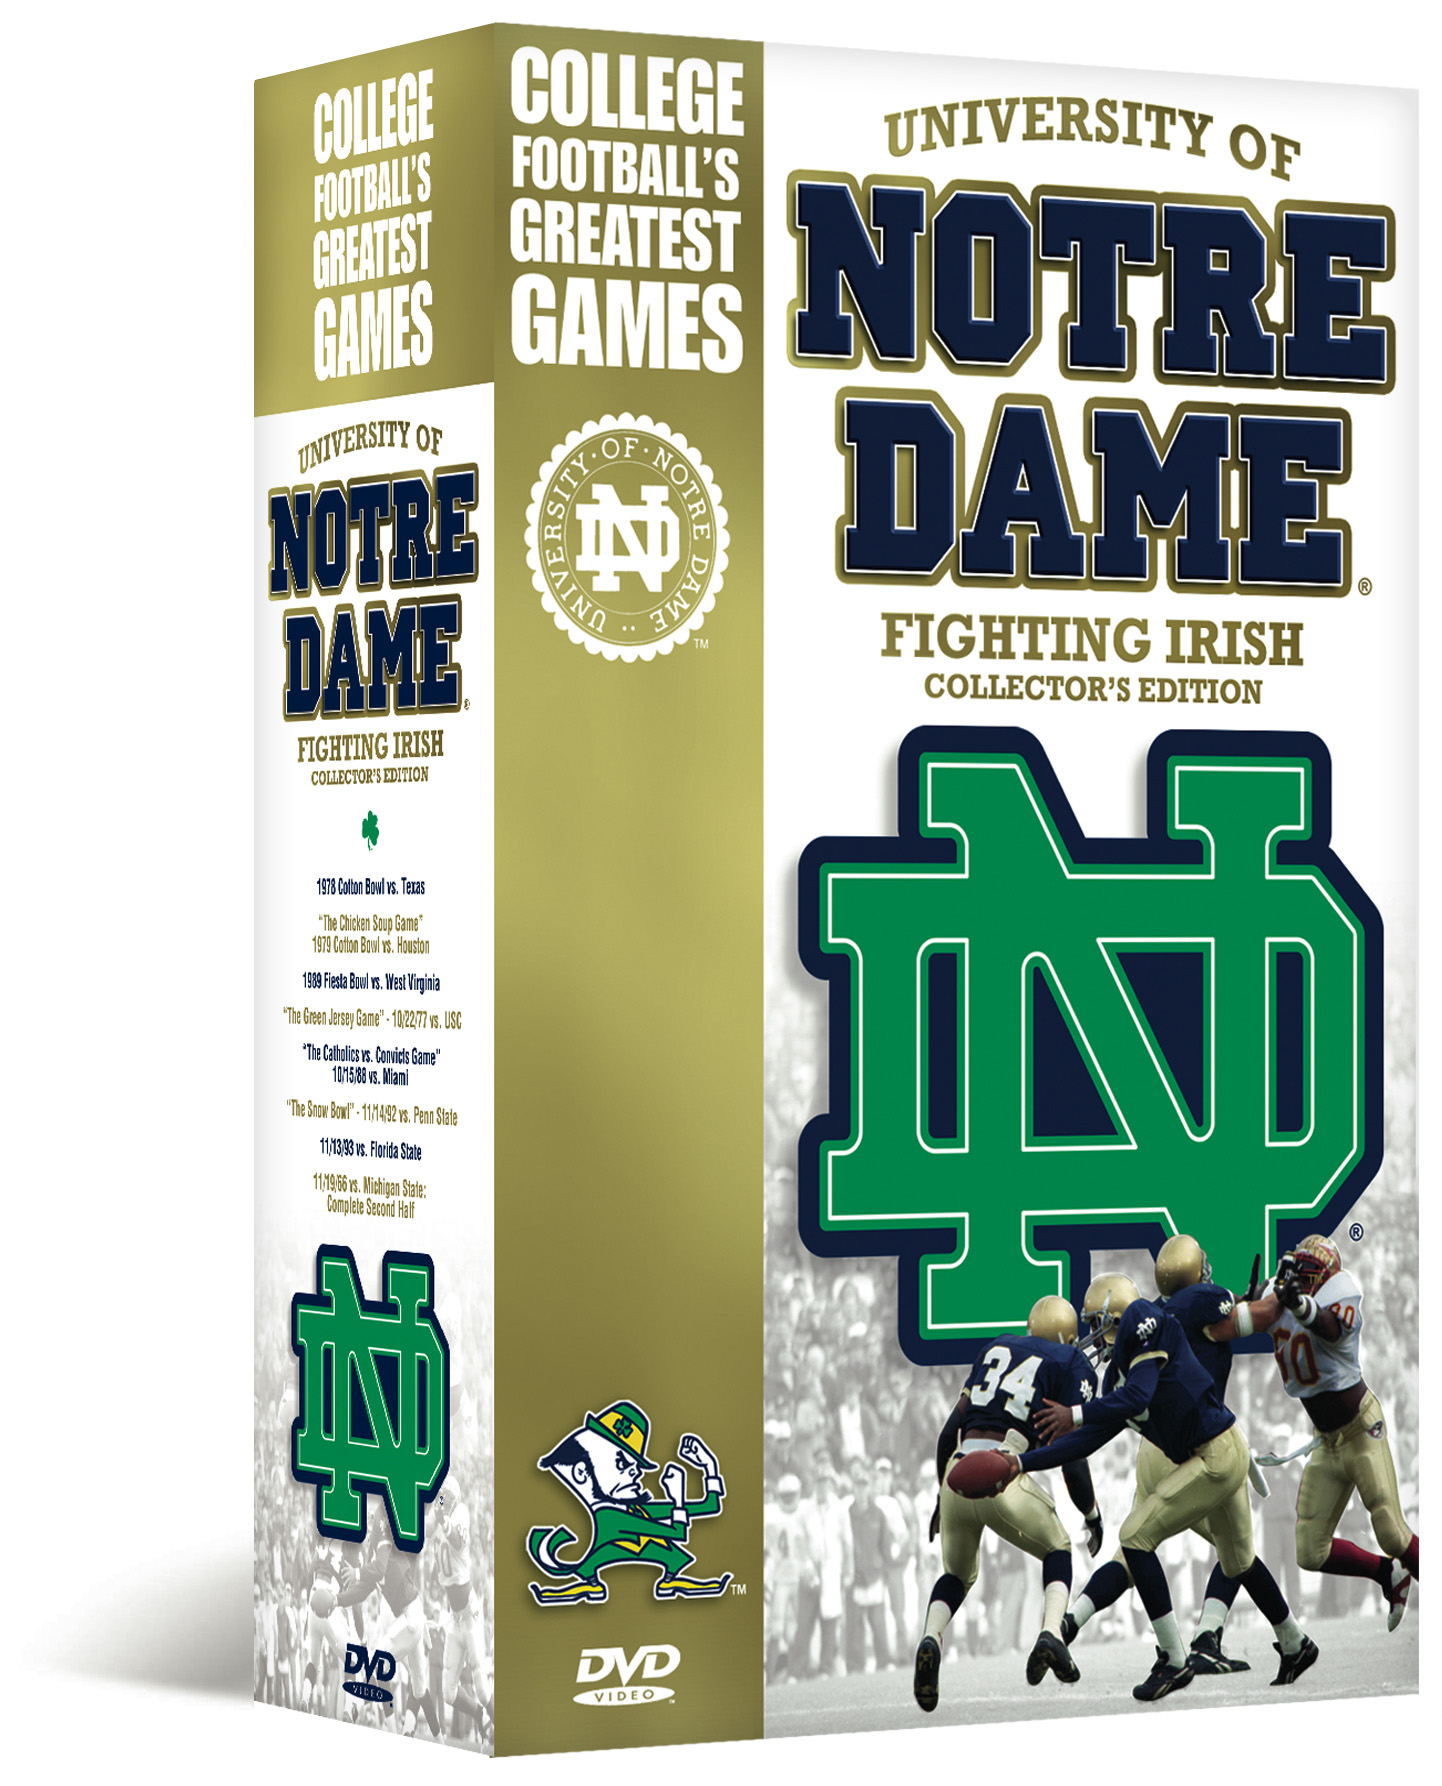 COLLEGE
FOOTBALL'S
GREATEST
GAMES
UNIVERSITY OF
NOTRE
DAME®
FIGHTING IRISH
COLLECTOR'S EDITION
1978 Cotton Bowl vs. Texas
"The Chicken Soup Game"
1979 Cotton Bowl vs. Houston
1989 Fiesta Bowl vs. West Virginia
"The Green Jersey Game" - 10/22/77 vs. USC
"The Catholics vs. Convicts Game"
10/15/88 vs. Miami
"The Snow Bowl" - 11/14/92 vs. Penn State
11/13/93 vs. Florida State
11/19/66 vs. Michigan State:
Complete Second Half
ND
DVD
VIDEO
COLLEGE
FOOTBALL'S
GREATEST
GAMES
UNIVERSITY · OF · NOTRE DAME ··
ND
TM
TM
DVD
VIDEO
UNIVERSITY OF
NOTRE
DAME®
FIGHTING IRISH
COLLECTOR'S EDITION
ND
®
34